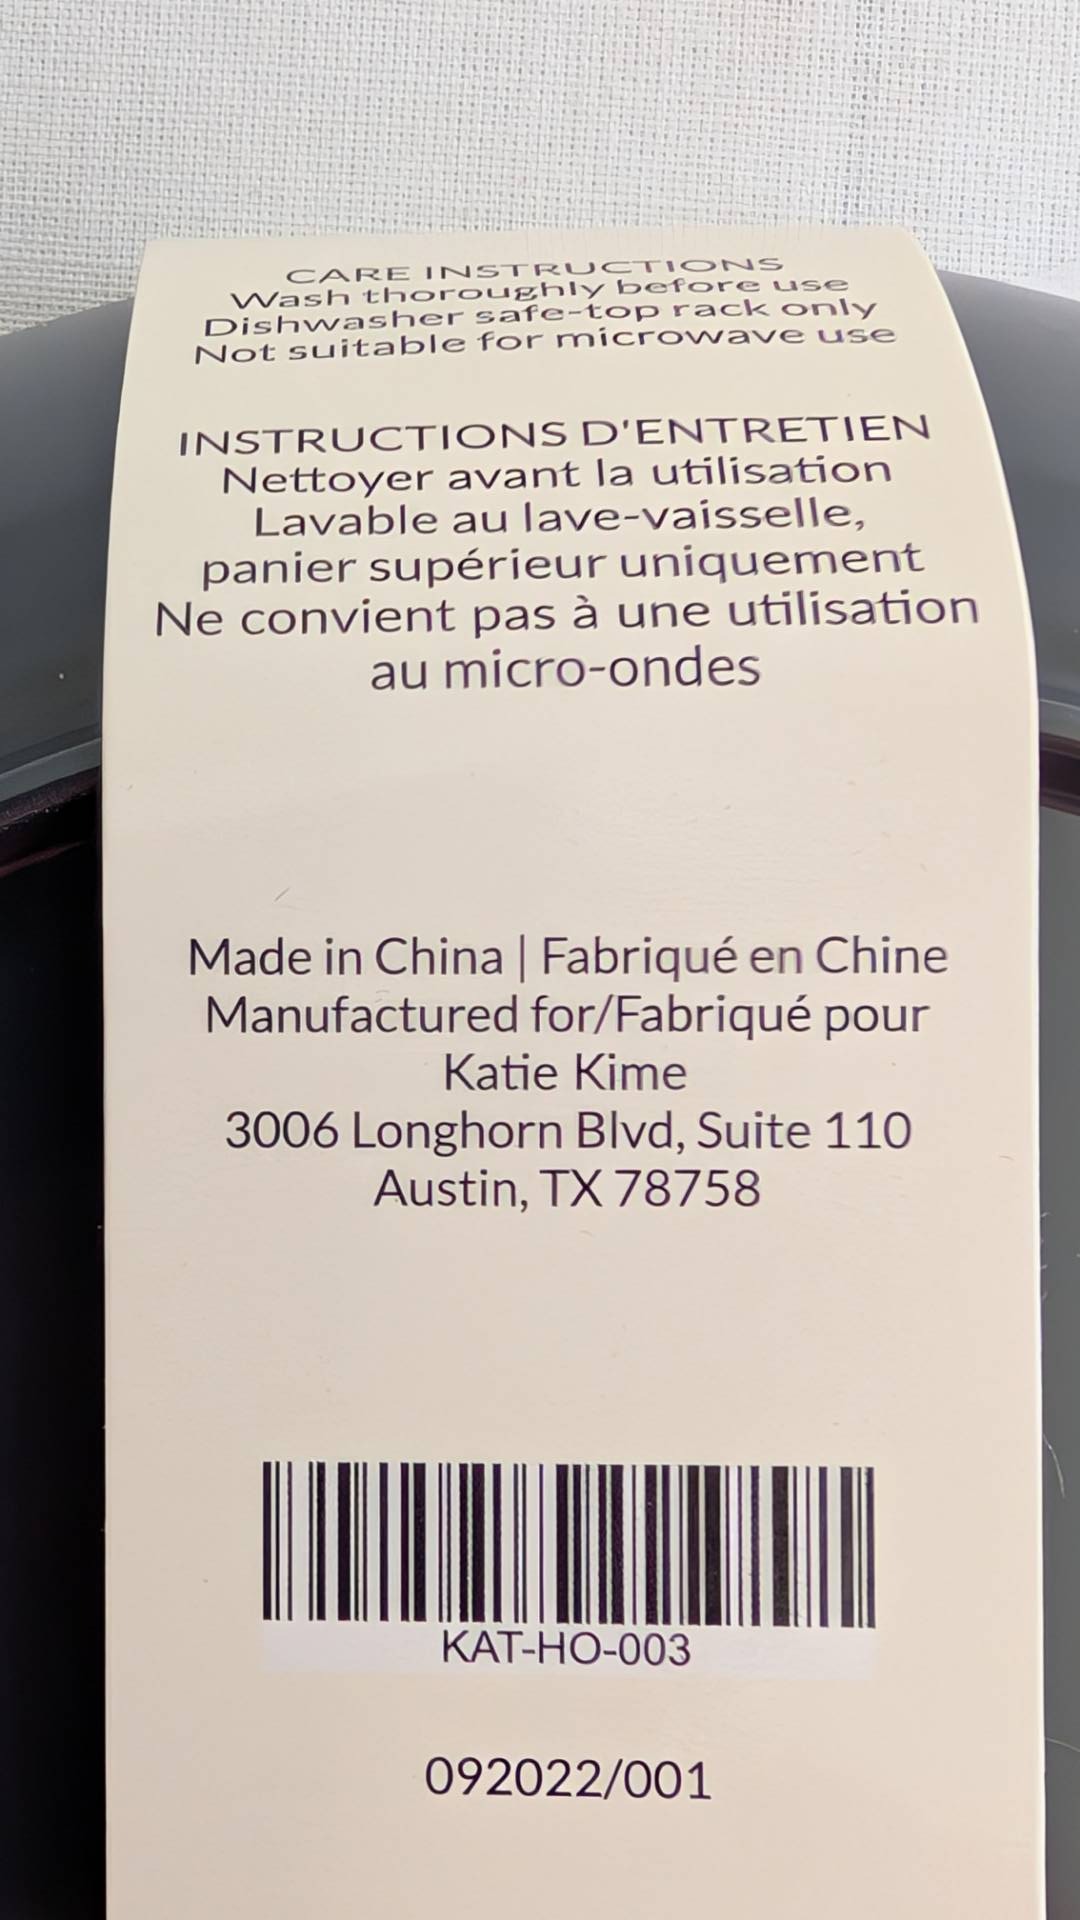 CARE INSTRUCTIONS
Wash thoroughly before use
Dishwasher safe-top rack only
Not suitable for microwave use
INSTRUCTIONS D'ENTRETIEN
Nettoyer avant la utilisation
Lavable au lave-vaisselle,
panier supérieur uniquement
Ne convient pas à une utilisation
au micro-ondes
Made in China | Fabriqué en Chine
Manufactured for/Fabriqué pour
Katie Kime
3006 Longhorn Blvd, Suite 110
Austin, TX 78758
KAT-HO-003
092022/001